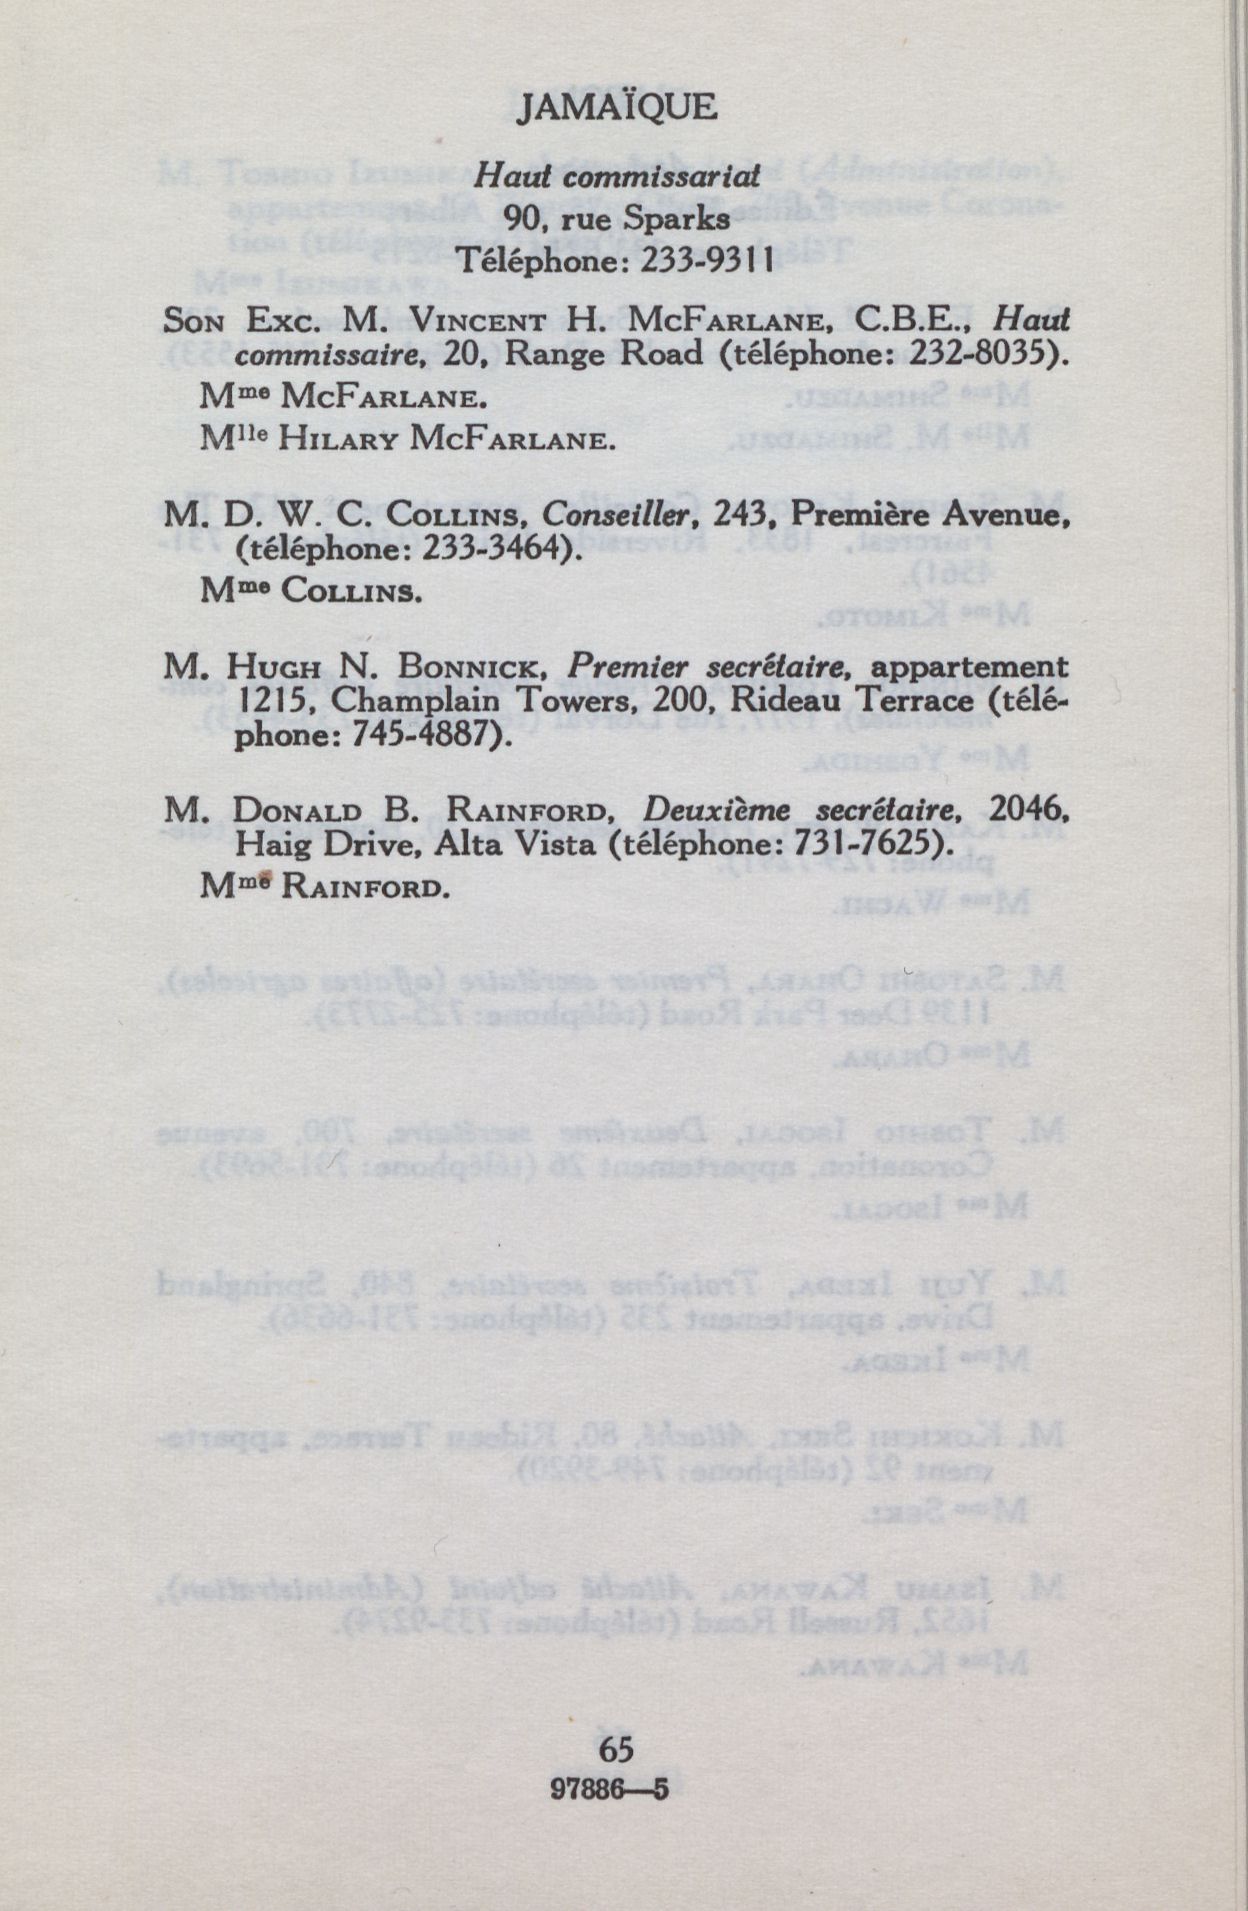 JAMAÏQUE
Haut commissariat
90, rue Sparks
Téléphone: 233-9311
SON EXC. M. VINCENT H. MCFARLANE, C.B.E., Haut
commissaire, 20, Range Road (téléphone: 232-8035).
Mme MCFARLANE.
Mlle HILARY MCFARLANE.
M. D. W. C. COLLINS, Conseiller, 243, Première Avenue,
(téléphone: 233-3464).
Mme COLLINS.
M. HUGH N. BONNICK, Premier secrétaire, appartement
1215, Champlain Towers, 200, Rideau Terrace (télé-
phone: 745-4887).
M. DONALD B. RAINFORD, Deuxième secrétaire, 2046,
Haig Drive, Alta Vista (téléphone: 731-7625).
Mme RAINFORD.
65
97886—5